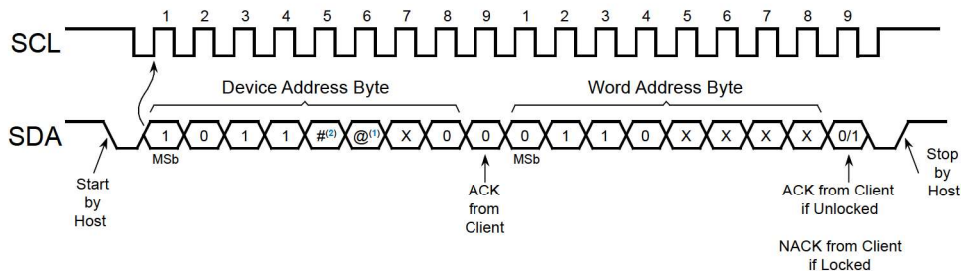 1 2 3 4 5 6 7 8 9 1 2 3 4 5 6 7 8 9
SCL
Device Address Byte Word Address Byte
SDA 1 0 1 1 #(2) @(1) X 0 0 0 1 1 0 X X X X 0/1
MSb MSb
Start
by
Host
ACK
from
Client
ACK from Client
if Unlocked
NACK from Client
if Locked
Stop
by
Host